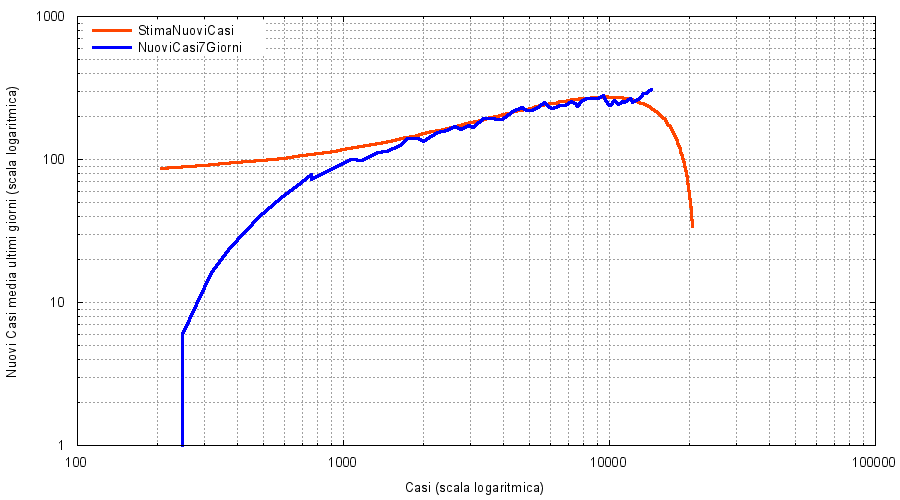 1000
StimaNuoviCasi
NuoviCasi7Giorni
100
10
1
100
1000
10000
100000
Nuovi Casi media ultimi giorni (scala logaritmica)
Casi (scala logaritmica)